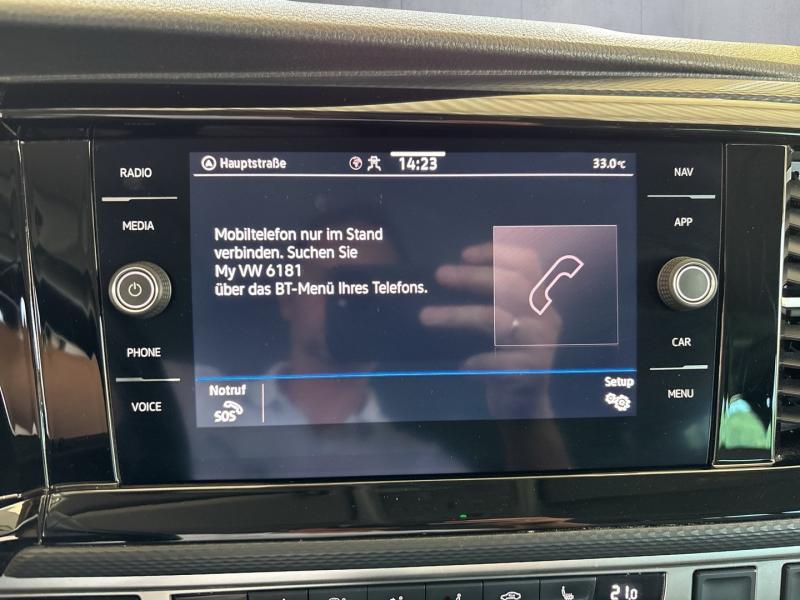 Hauptstraße 14:23 33.0°C
RADIO
MEDIA
PHONE
VOICE
Mobiltelefon nur im Stand
verbinden. Suchen Sie
My VW 6181
über das BT-Menü Ihres Telefons.
Notruf
SOS
Setup
NAV
APP
CAR
MENU
21.0